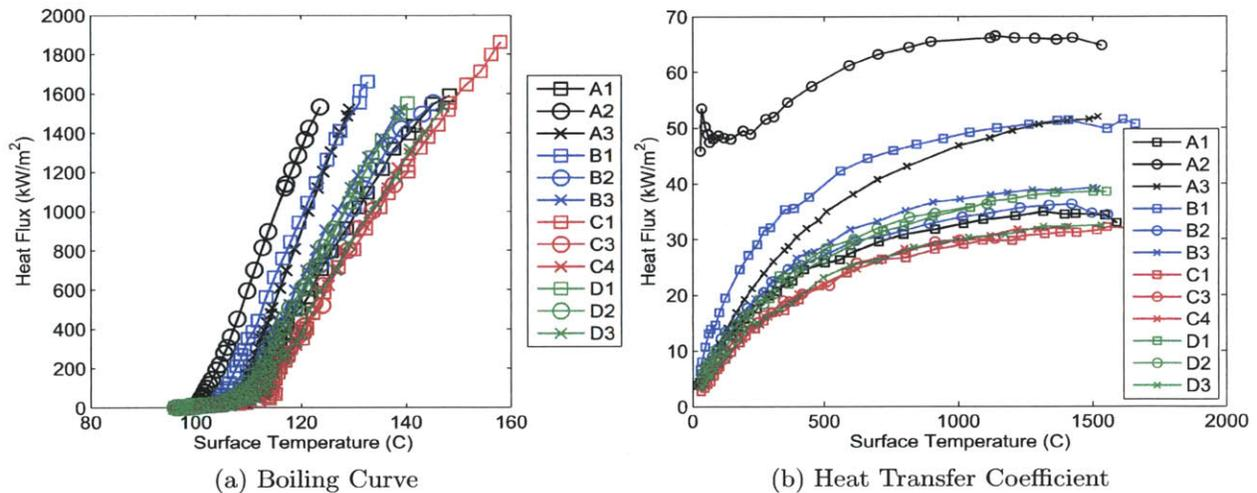 2000
1800
1600
1400
1200
1000
800
600
400
200
0
Heat Flux (kW/m²)
80
100
120
140
160
Surface Temperature (C)
A1
A2
A3
B1
B2
B3
C1
C3
C4
D1
D2
D3
(a) Boiling Curve
70
60
50
40
30
20
10
0
Heat Flux (kW/m²)
0
500
1000
1500
2000
Surface Temperature (C)
A1
A2
A3
B1
B2
B3
C1
C3
C4
D1
D2
D3
(b) Heat Transfer Coefficient